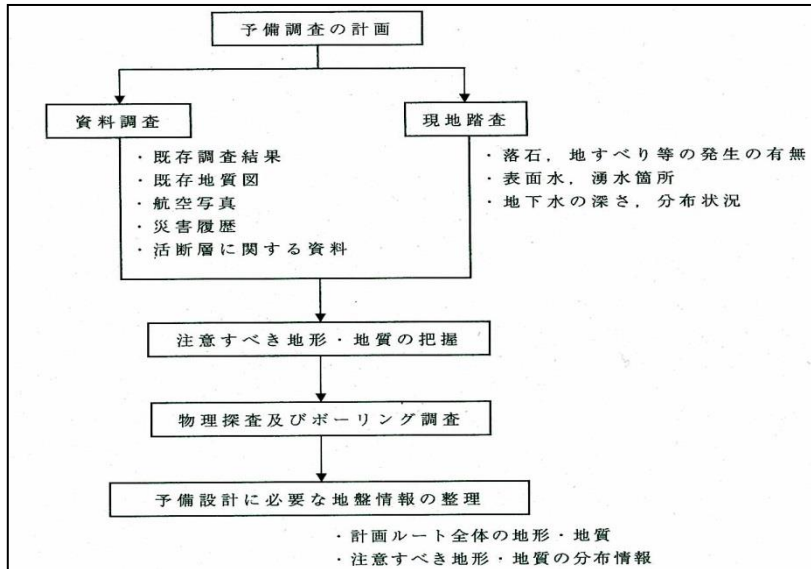 予備調査の計画
資料調査
・既存調査結果
・既存地質図
・航空写真
・災害履歴
・活断層に関する資料
現地踏査
・落石，地すべり等の発生の有無
・表面水，湧水箇所
・地下水の深さ，分布状況
注意すべき地形・地質の把握
物理探査及びボーリング調査
予備設計に必要な地盤情報の整理
・計画ルート全体の地形・地質
・注意すべき地形・地質の分布情報